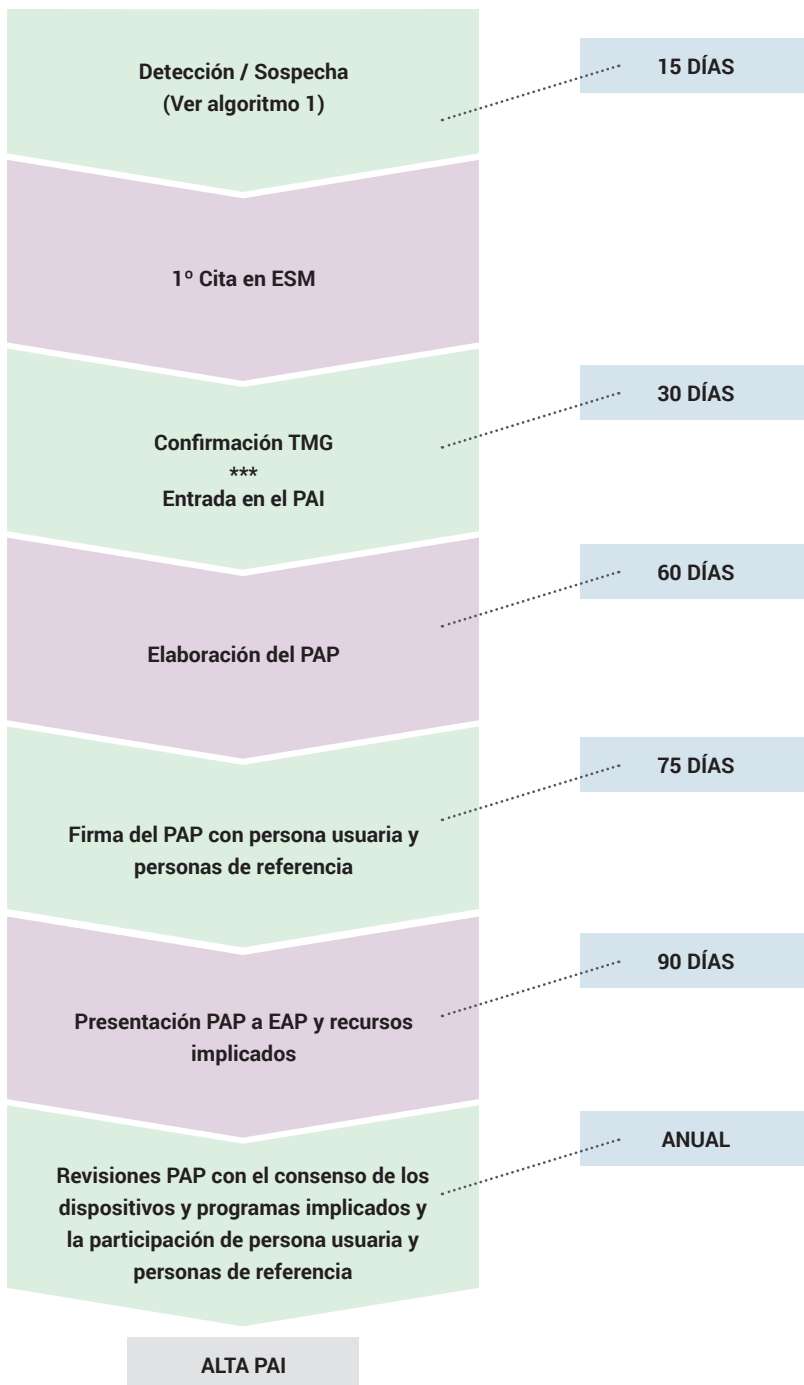 Detección / Sospecha
(Ver algoritmo 1)
15 DÍAS
1º Cita en ESM
Confirmación TMG
***
Entrada en el PAI
30 DÍAS
Elaboración del PAP
60 DÍAS
Firma del PAP con persona usuaria y
personas de referencia
75 DÍAS
Presentación PAP a EAP y recursos
implicados
90 DÍAS
Revisiones PAP con el consenso de los
dispositivos y programas implicados y
la participación de persona usuaria y
personas de referencia
ANUAL
ALTA PAI